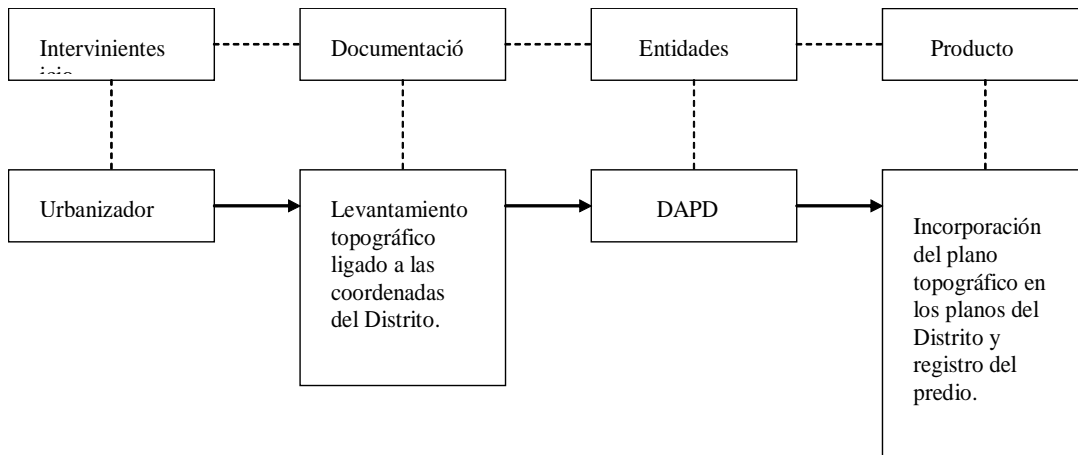 Intervinientes
Documentació
Entidades
Producto
Urbanizador
Levantamiento
topográfico
ligado a las
coordenadas
del Distrito.
DAPD
Incorporación
del plano
topográfico en
los planos del
Distrito y
registro del
predio.